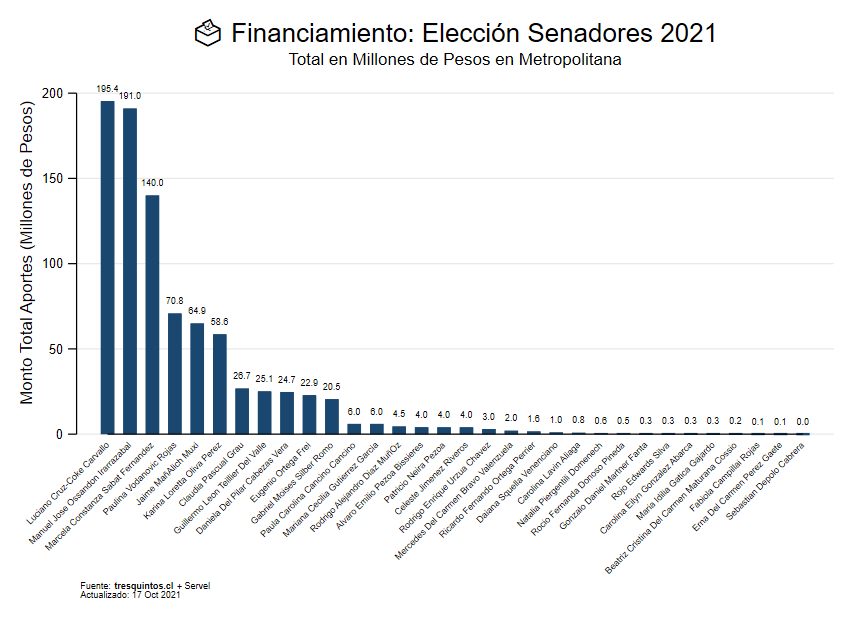 Financiamiento: Elección Senadores 2021
Total en Millones de Pesos en Metropolitana
Monto Total Aportes (Millones de Pesos)
200
150
100
50
0
195.4
191.0
140.0
70.8
64.9
58.6
26.7
25.1
24.7
22.9
20.5
6.0
6.0
4.5
4.0
4.0
4.0
3.0
2.0
1.6
1.0
0.8
0.6
0.5
0.3
0.3
0.3
0.3
0.2
0.1
0.1
0.0
Luciano Cruz-Coke Carvallo
Manuel Jose Ossandon Irarrazabal
Marcela Constanza Sabat Fernandez
Paulina Vodanovic Rojas
Jaime MañAlich Muxi
Karina Loretta Oliva Perez
Claudia Pascual Grau
Guillermo Leon Teillier Del Valle
Daniela Del Pilar Cabezas Vera
Eugenio Ortega Frei
Gabriel Moises Silber Romo
Paula Carolina Cancino Cancino
Mariana Cecilia Gutierrez Garcia
Rodrigo Alejandro Diaz MuñOz
Alvaro Emilio Pezoa Bissieres
Patricio Neira Pezoa
Celeste Jimenez Riveros
Rodrigo Enrique Urzua Chavez
Mercedes Del Carmen Bravo Valenzuela
Ricardo Fernando Ortega Perrier
Daiana Squella Venenciano
Carolina Lavin Aliaga
Natalia Piergentili Domenech
Rocio Fernanda Donoso Pineda
Gonzalo Daniel Martner Fanta
Rojo Edwards Silva
Carolina Eilyn Gonzalez Abarca
Maria Idilia Gatica Gajardo
Beatriz Cristina Del Carmen Maturana Cossio
Fabiola Campillai Rojas
Erna Del Carmen Perez Gaete
Sebastian Depolo Cabrera
Fuente: tresquintos.cl + Servel
Actualizado: 17 Oct 2021